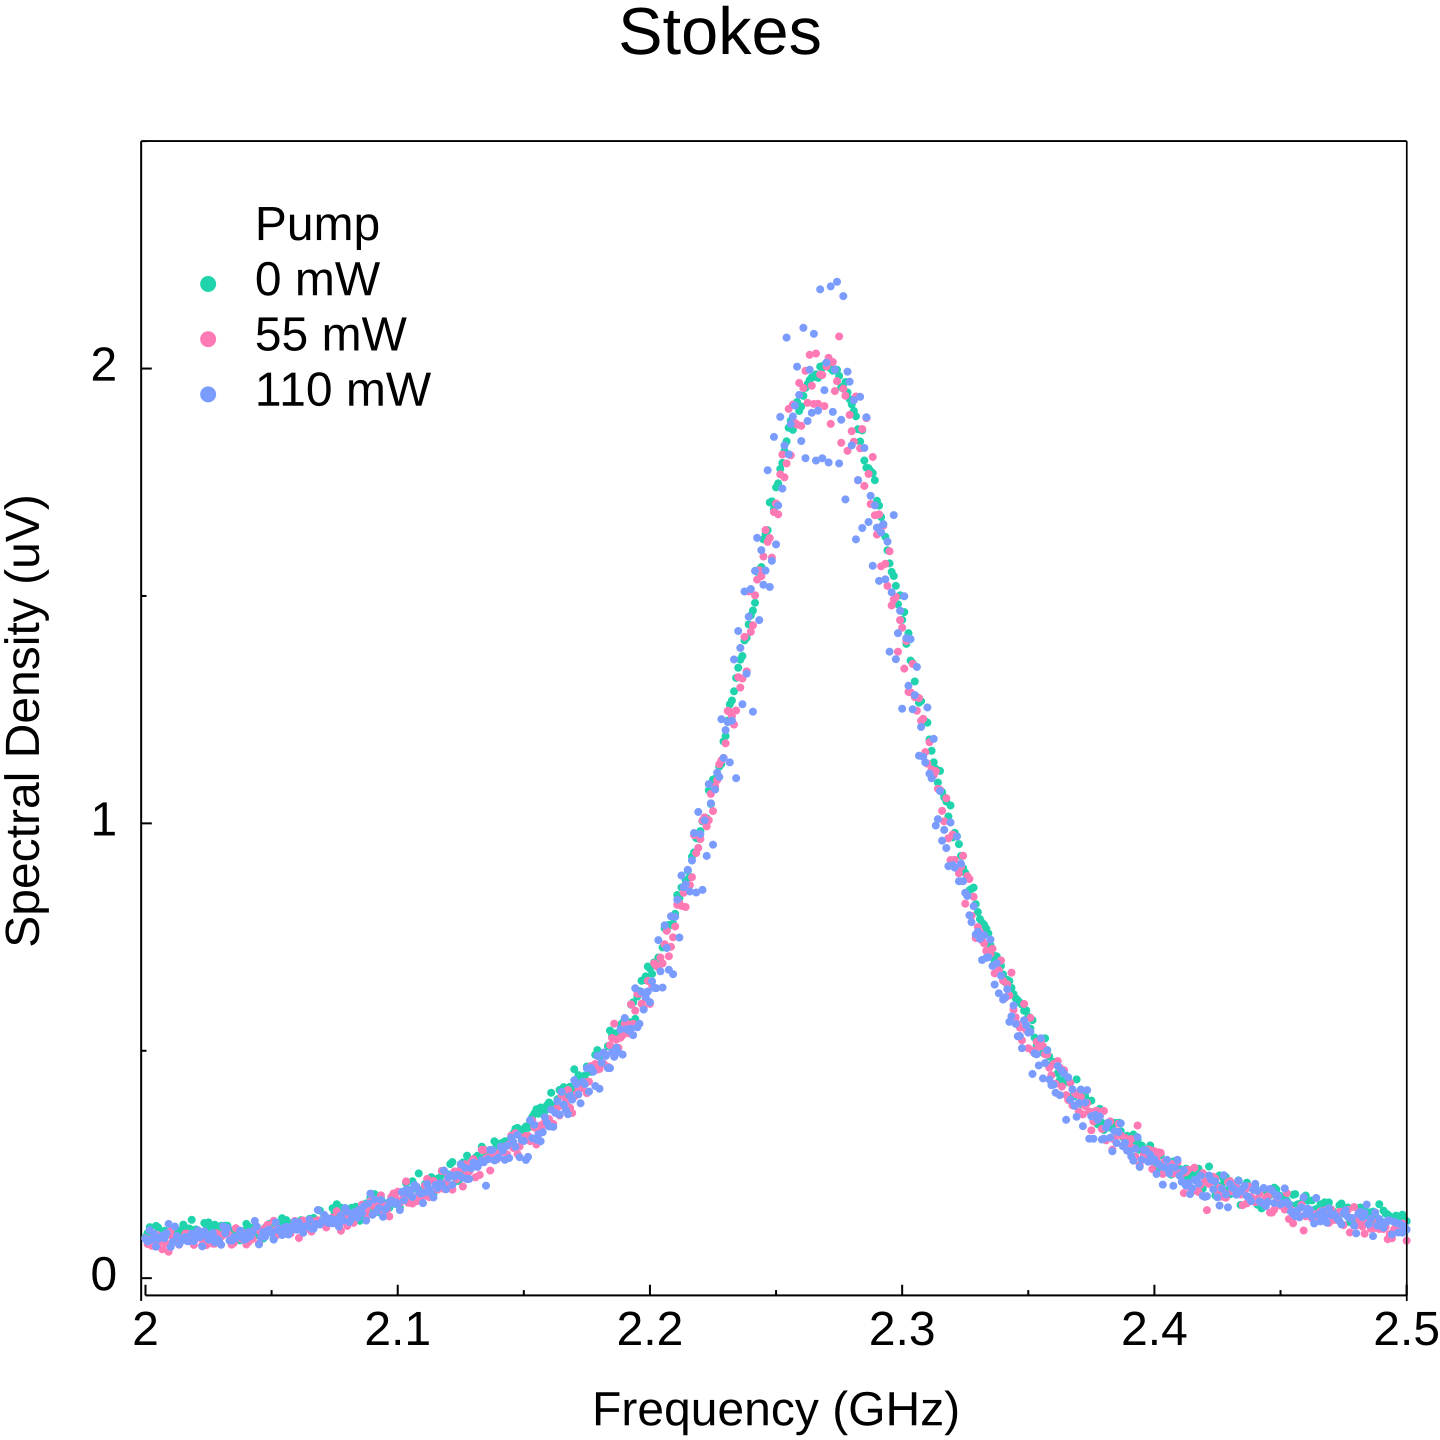 Stokes
Pump
0 mW
55 mW
110 mW
Spectral Density (uV)
2
1
0
2
2.1
2.2
2.3
2.4
2.5
Frequency (GHz)